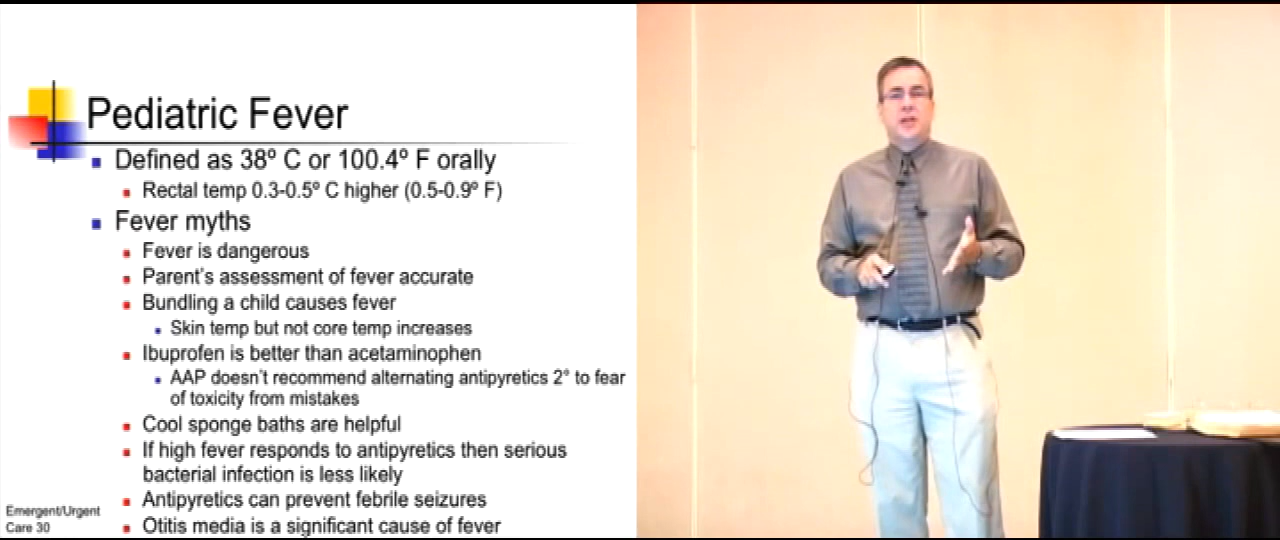 Pediatric Fever
Defined as 38º C or 100.4º F orally
Rectal temp 0.3-0.5º C higher (0.5-0.9º F)
Fever myths
Fever is dangerous
Parent's assessment of fever accurate
Bundling a child causes fever
Skin temp but not core temp increases
Ibuprofen is better than acetaminophen
AAP doesn't recommend alternating antipyretics 2° to fear
of toxicity from mistakes
Cool sponge baths are helpful
If high fever responds to antipyretics then serious
bacterial infection is less likely
Antipyretics can prevent febrile seizures
Otitis media is a significant cause of fever
Emergent/Urgent
Care 30